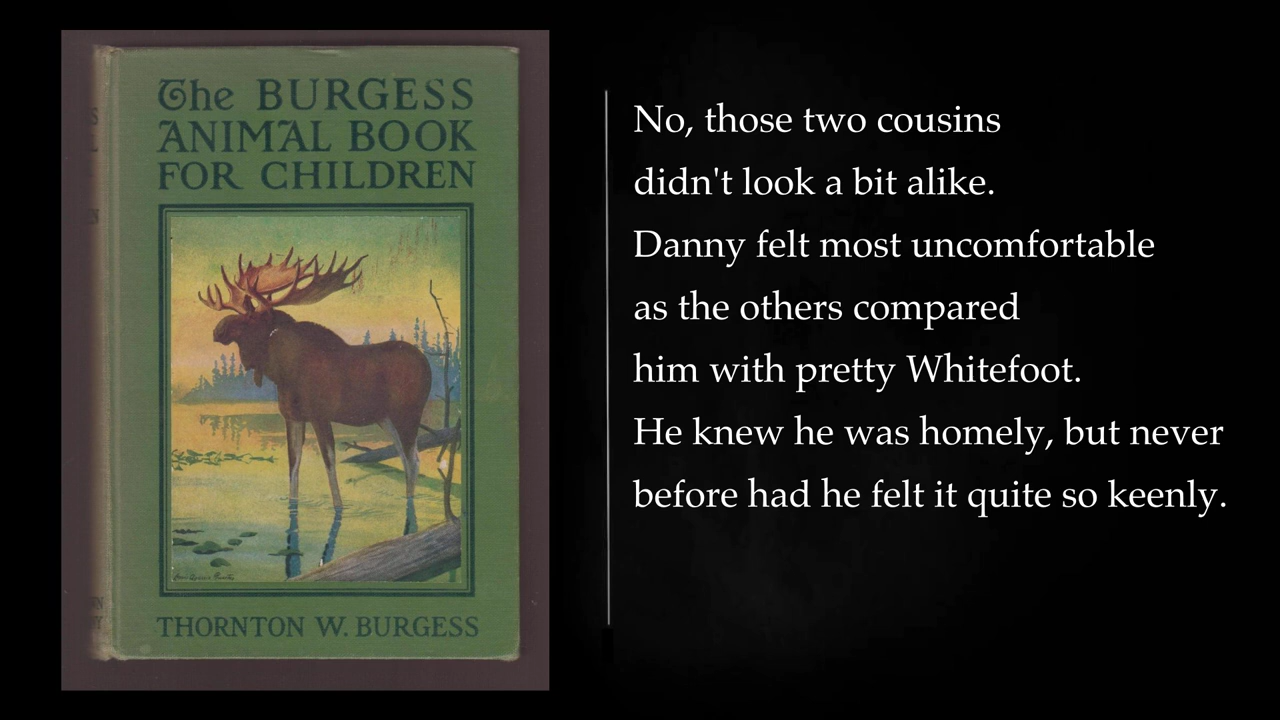 The BURGESS
ANIMAL BOOK
FOR CHILDREN
THORNTON W. BURGESS
No, those two cousins
didn't look a bit alike.
Danny felt most uncomfortable
as the others compared
him with pretty Whitefoot.
He knew he was homely, but never
before had he felt it quite so keenly.